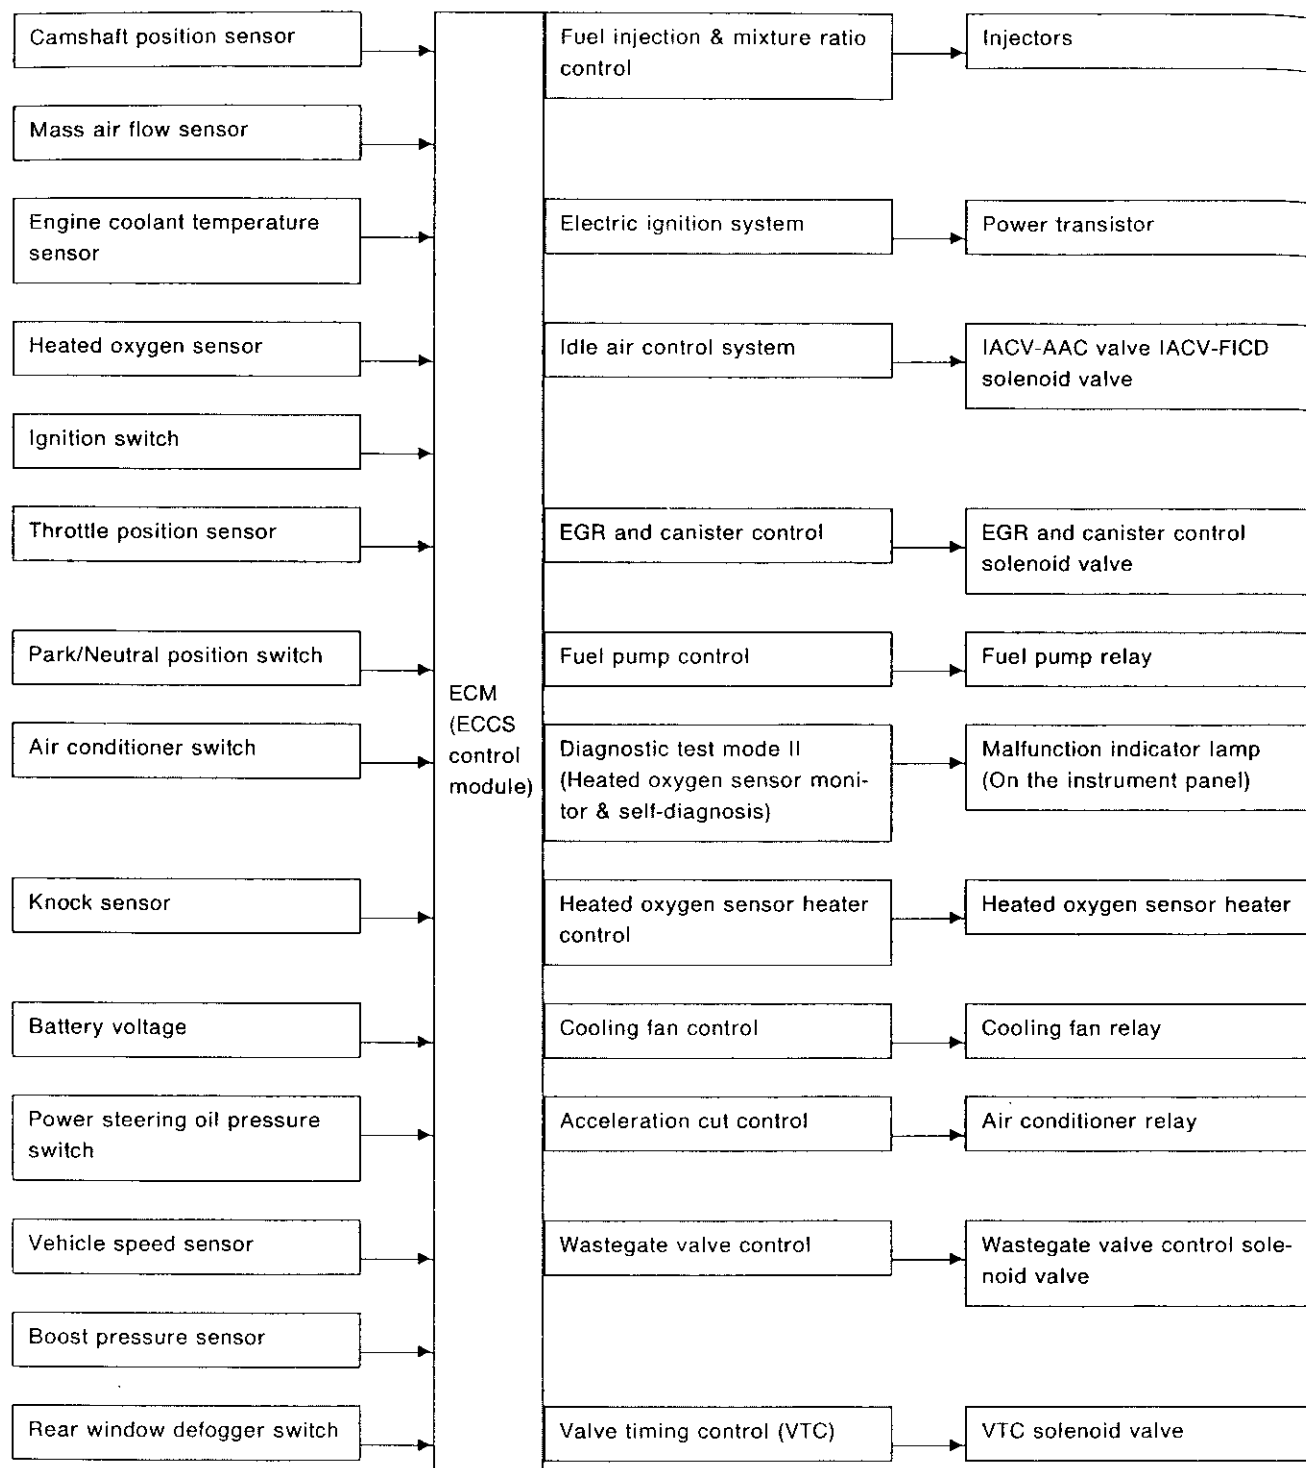 Camshaft position sensor
Mass air flow sensor
Engine coolant temperature
sensor
Heated oxygen sensor
Ignition switch
Throttle position sensor
Park/Neutral position switch
Air conditioner switch
Knock sensor
Battery voltage
Power steering oil pressure
switch
Vehicle speed sensor
Boost pressure sensor
Rear window defogger switch
ECM
(ECCS
control
module)
Fuel injection & mixture ratio
control
Electric ignition system
Idle air control system
EGR and canister control
Fuel pump control
Diagnostic test mode II
(Heated oxygen sensor moni-
tor & self-diagnosis)
Heated oxygen sensor heater
control
Cooling fan control
Acceleration cut control
Wastegate valve control
Valve timing control (VTC)
Injectors
Power transistor
IACV-AAC valve IACV-FICD
solenoid valve
EGR and canister control
solenoid valve
Fuel pump relay
Malfunction indicator lamp
(On the instrument panel)
Heated oxygen sensor heater
Cooling fan relay
Air conditioner relay
Wastegate valve control sole-
noid valve
VTC solenoid valve